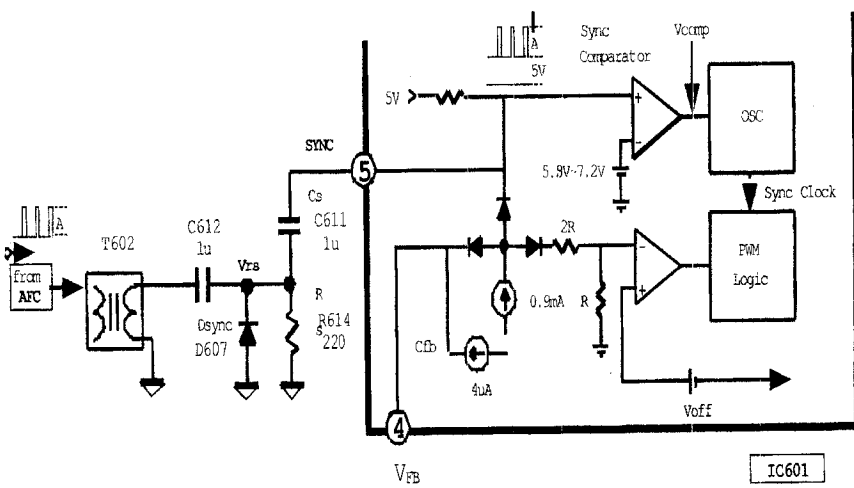 A
5V
Sync
Comparator
Vcomp
5V
OSC
SYNC
5
5.8V~7.2V
Sync Clock
Cs
C611
1u
A
T602
C612
1u
from
AFC
Vrs
2R
PWM
Logic
R
R614
S
220
Dsync
D607
0.9mA
R
Cfb
4uA
Voff
4
VFB
IC601